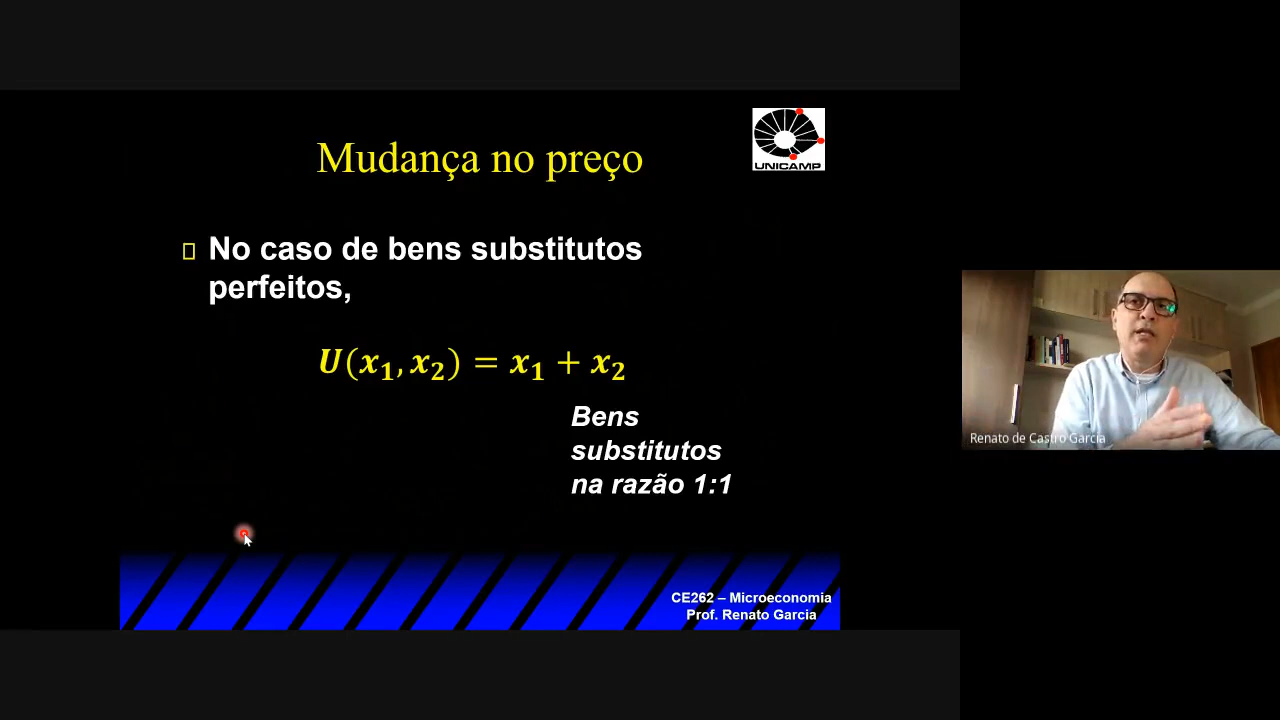 Mudança no preço
UNICAMP
No caso de bens substitutos
perfeitos,
U(x₁, x₂) = x₁ + x₂
Bens
substitutos
na razão 1:1
CE262 – Microeconomia
Prof. Renato Garcia
Renato de Castro Garcia